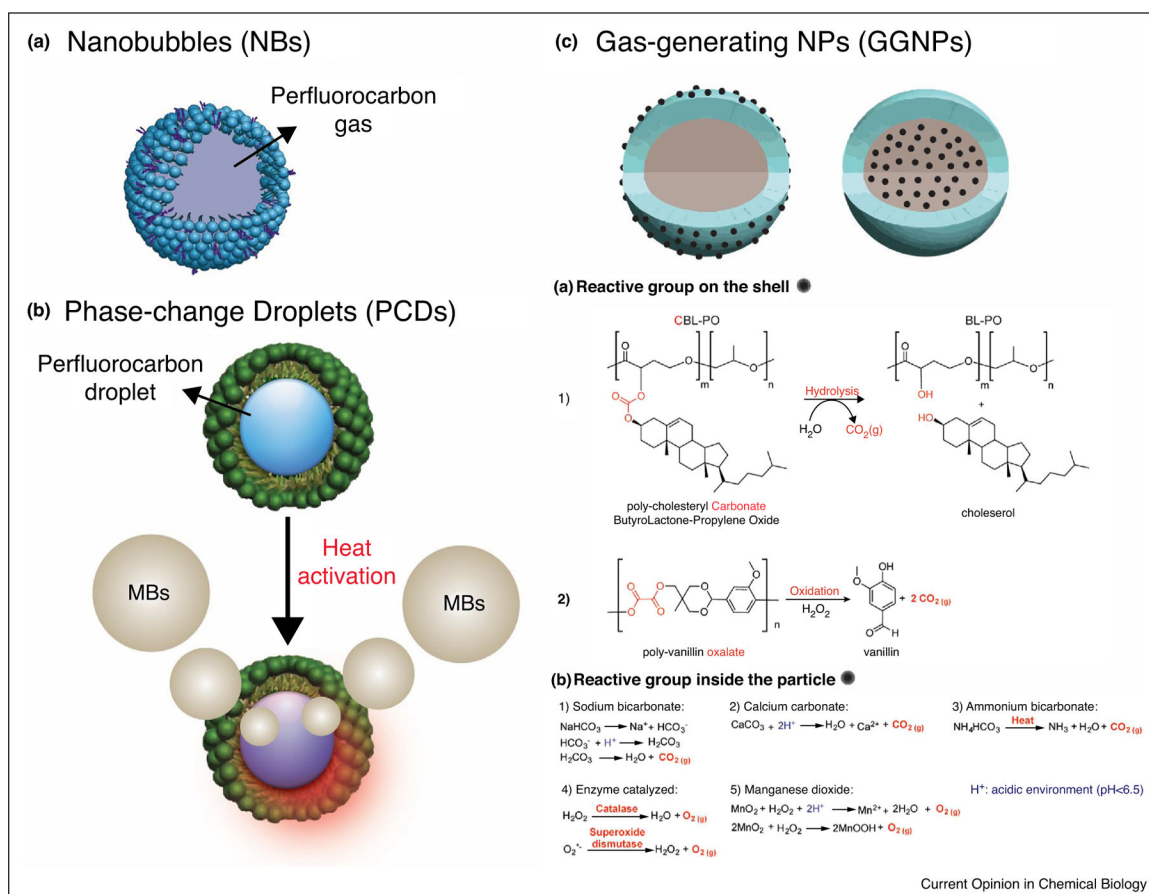 (a) Nanobubbles (NBs)
Perfluorocarbon
gas
(b) Phase-change Droplets (PCDs)
Perfluorocarbon
droplet
Heat
activation
MBs
MBs
(c) Gas-generating NPs (GGNPs)
(a) Reactive group on the shell
CBL-PO
BL-PO
O
O
m
O
n
O
O
m
O
n
O
O
O
OH
+
HO
1)
Hydrolysis
H₂O
CO₂(g)
H
H
H
H
H
H
poly-cholesteryl Carbonate
ButyroLactone-Propylene Oxide
choleserol
2)
O
O
O
O
O
O
O
n
Oxidation
H₂O₂
OH
O
O
H
+ 2 CO₂ (g)
poly-vanillin oxalate
vanillin
(b) Reactive group inside the particle
1) Sodium bicarbonate:
NaHCO₃ → Na⁺ + HCO₃⁻
HCO₃⁻ + H⁺ → H₂CO₃
H₂CO₃ → H₂O + CO₂ (g)
2) Calcium carbonate:
CaCO₃ + 2H⁺ → H₂O + Ca²⁺ + CO₂ (g)
3) Ammonium bicarbonate:
Heat
NH₄HCO₃ → NH₃ + H₂O + CO₂ (g)
4) Enzyme catalyzed:
Catalase
H₂O₂ → H₂O + O₂ (g)
Superoxide
dismutase
O₂•⁻ → H₂O₂ + O₂ (g)
5) Manganese dioxide:
MnO₂ + H₂O₂ + 2H⁺ → Mn²⁺ + 2H₂O + O₂ (g)
2MnO₂ + H₂O₂ → 2MnOOH + O₂ (g)
H⁺: acidic environment (pH<6.5)
Current Opinion in Chemical Biology